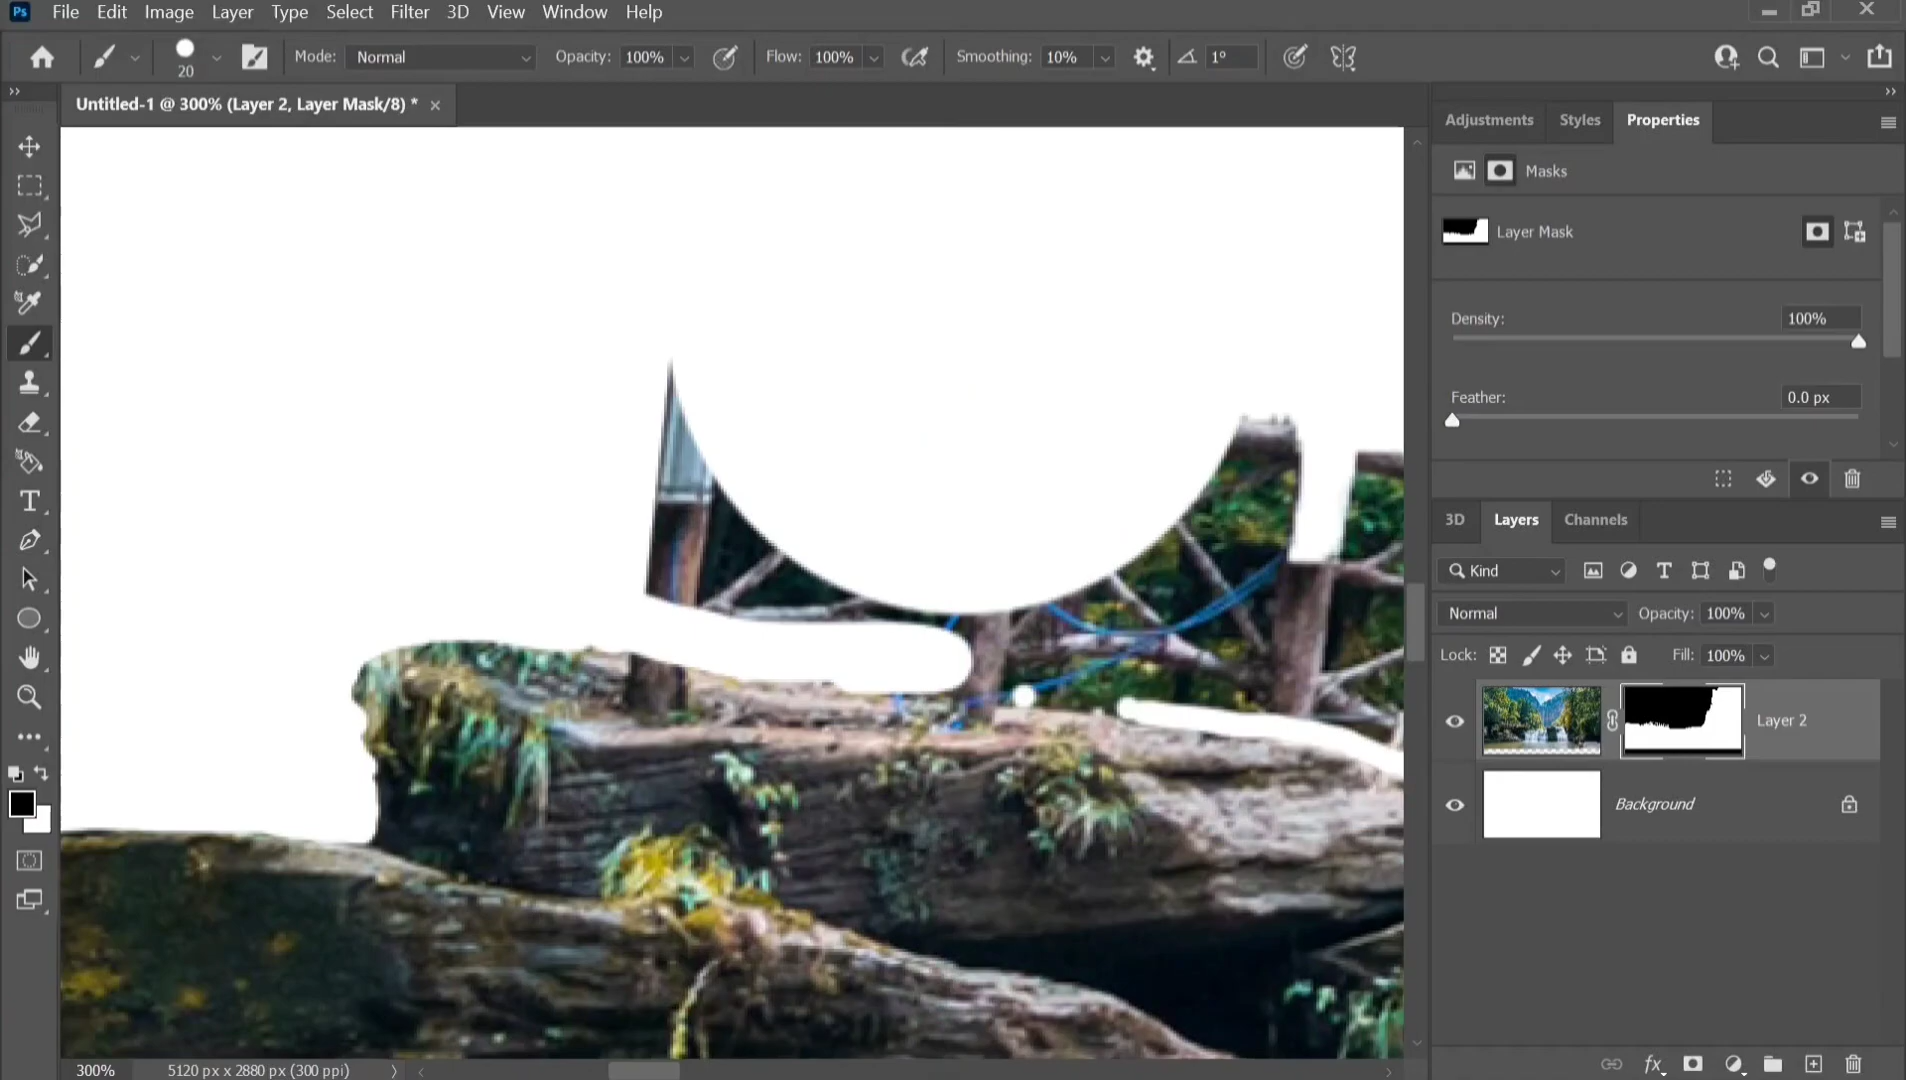 Ps File Edit Image Layer Type Select Filter 3D View Window Help
20 Mode: Normal Opacity: 100% Flow: 100% Smoothing: 10% 1°
Untitled-1 @ 300% (Layer 2, Layer Mask/8) *
Adjustments Styles Properties
Masks
Layer Mask
Density: 100%
Feather: 0.0 px
3D Layers Channels
Kind
Normal Opacity: 100%
Lock: Fill: 100%
Layer 2
Background
300% 5120 px x 2880 px (300 ppi)